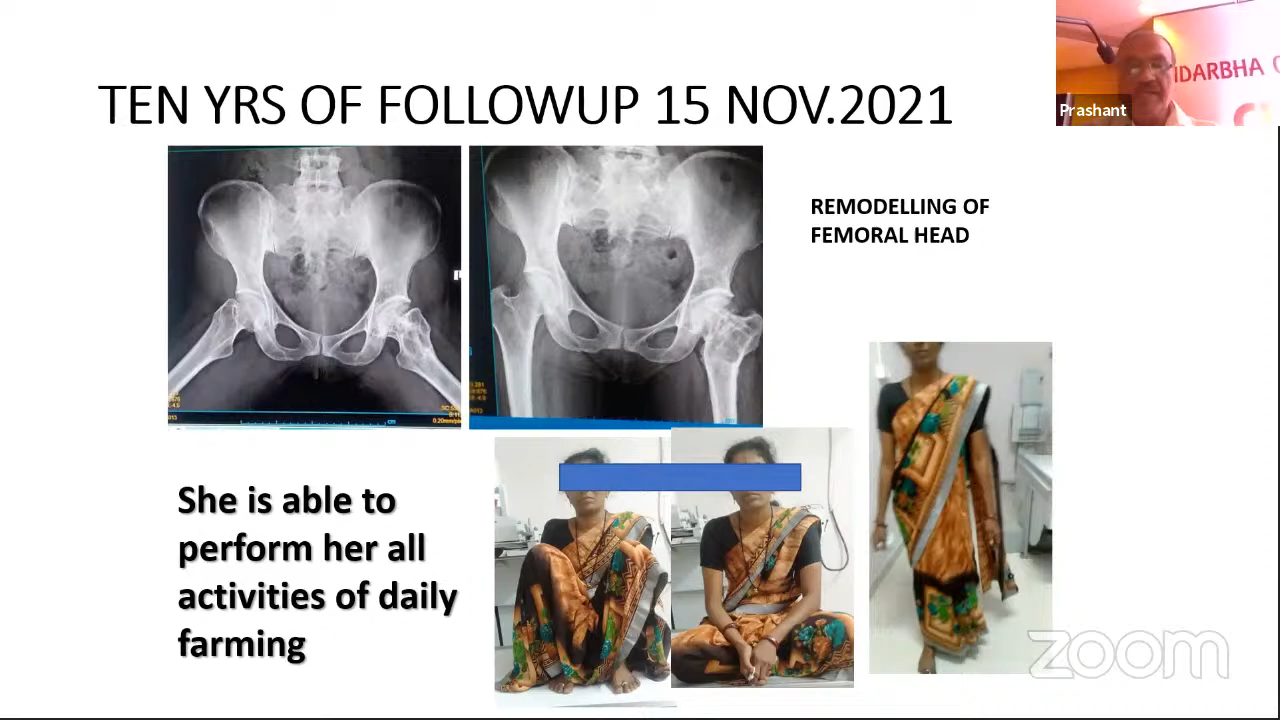 TEN YRS OF FOLLOWUP 15 NOV.2021
IDARBHA
Prashant
REMODELLING OF
FEMORAL HEAD
She is able to
perform her all
activities of daily
farming
zoom